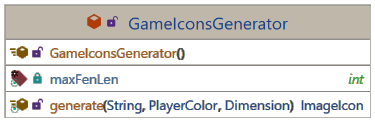 GameIconsGenerator
GameIconsGenerator()
maxFenLen int
generate(String, PlayerColor, Dimension) ImageIcon